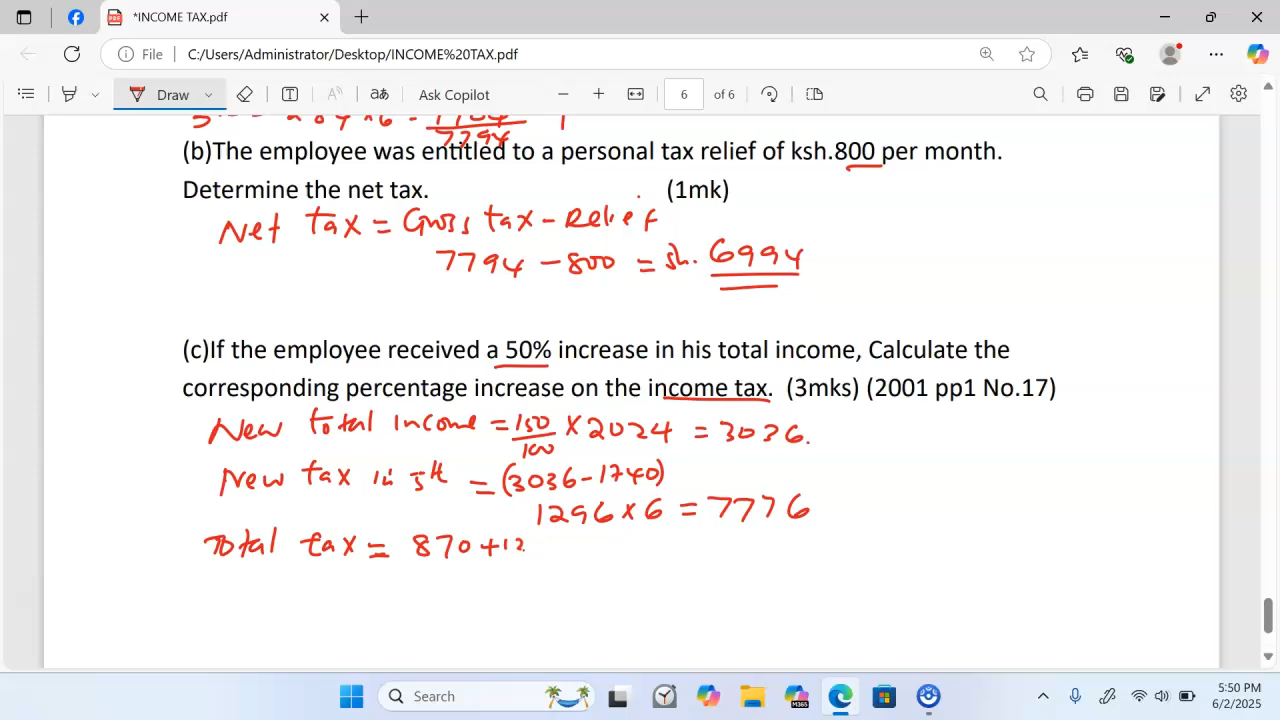 *INCOME TAX.pdf
File C:/Users/Administrator/Desktop/INCOME%20TAX.pdf
Draw aあ Ask Copilot 6 of 6
7794
(b)The employee was entitled to a personal tax relief of ksh.800 per month.
Determine the net tax. (1mk)
Net tax = Gross tax - Relief
7794 - 800 = sh. 6994
(c)If the employee received a 50% increase in his total income, Calculate the
corresponding percentage increase on the income tax. (3mks) (2001 pp1 No.17)
New total income = 150/100 × 2024 = 3036.
New tax in 5th = (3036 - 1740)
1296 × 6 = 7776
Total tax = 870 + 12
Search
5:50 PM
6/2/2025